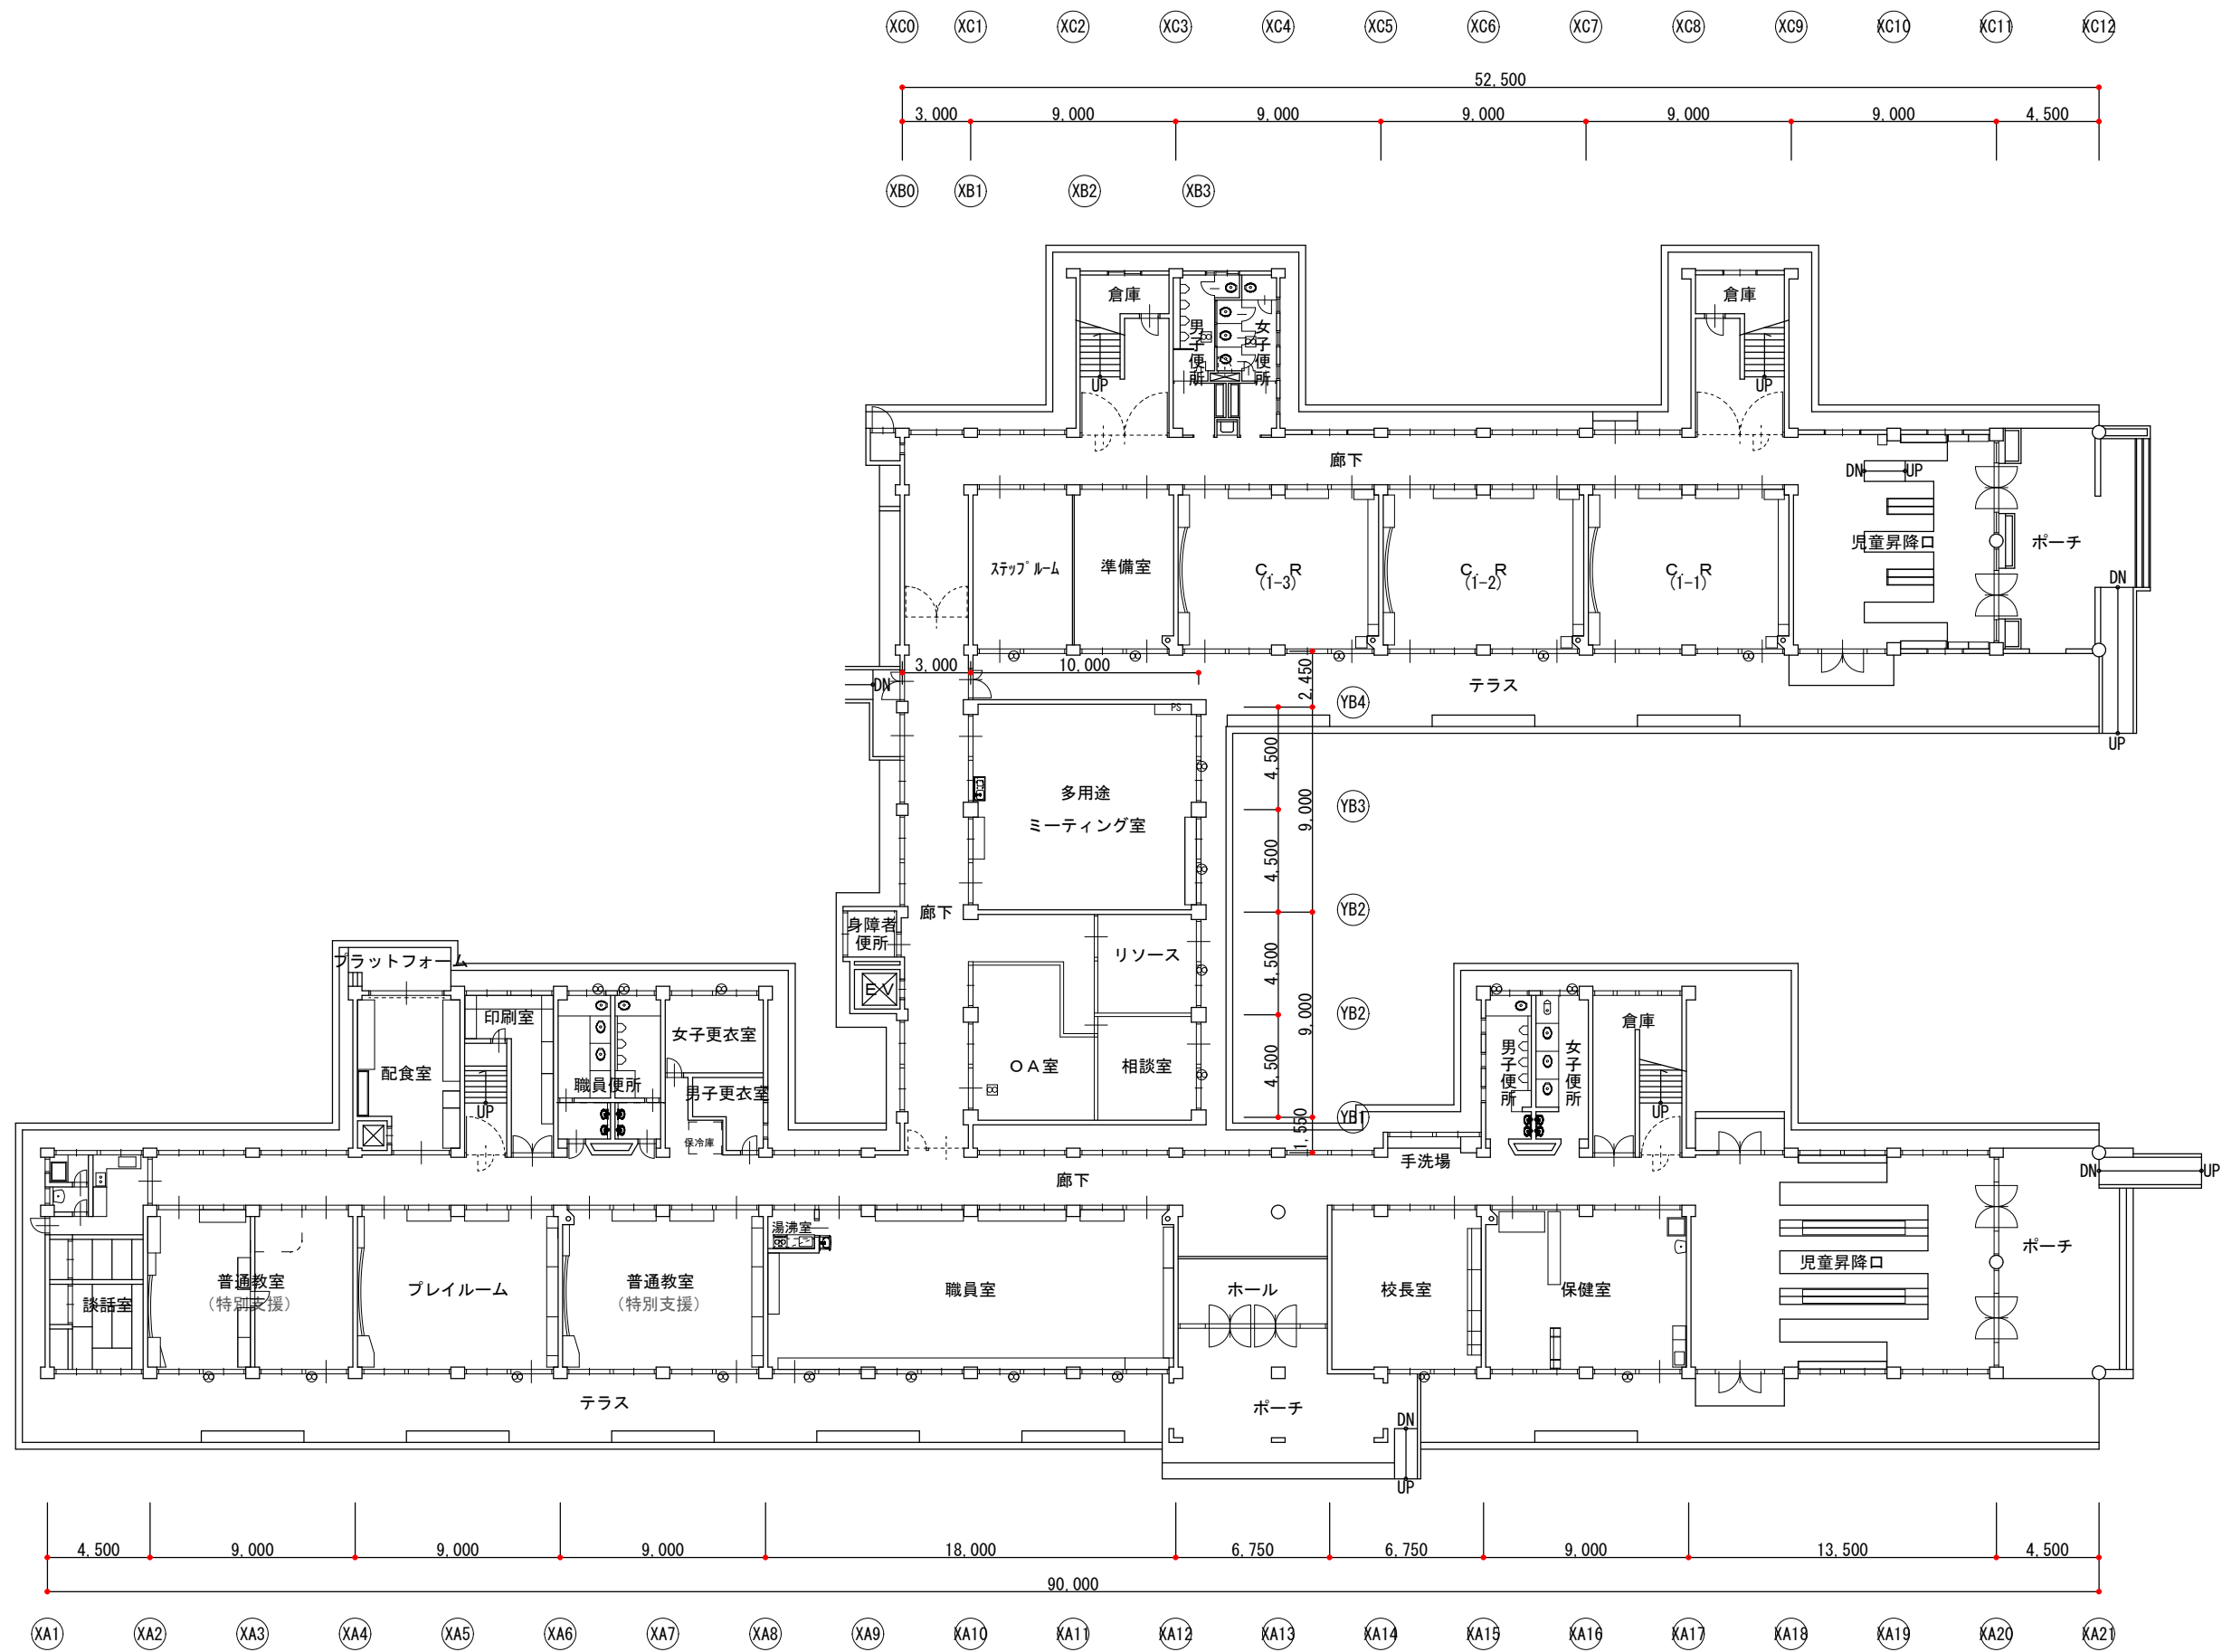 XC0 XC1 XC2 XC3 XC4 XC5 XC6 XC7 XC8 XC9 XC10 XC11 XC12
52,500
3,000 9,000 9,000 9,000 9,000 9,000 4,500
XB0 XB1 XB2 XB3
倉庫
男子便所
女子便所
UP
倉庫
UP
廊下
DN UP
ステップルーム
準備室
C. R
(1-3)
C. R
(1-2)
C. R
(1-1)
児童昇降口
ポーチ
DN
UP
3,000 10,000
DN
PS
テラス
2,450
YB4
4,500
9,000
YB3
4,500
YB2
4,500
9,000
YB2
4,500
YB1
1,550
多用途
ミーティング室
廊下
身障者
便所
EV
リソース
OA室
相談室
プラットフォーム
印刷室
配食室
UP
職員便所
女子更衣室
男子更衣室
保冷庫
男子便所
女子便所
倉庫
UP
手洗場
廊下
DN UP
湯沸室
談話室
普通教室
(特別支援)
プレイルーム
普通教室
(特別支援)
職員室
ホール
校長室
保健室
児童昇降口
ポーチ
テラス
ポーチ
DN
UP
4,500 9,000 9,000 9,000 18,000 6,750 6,750 9,000 13,500 4,500
90,000
XA1 XA2 XA3 XA4 XA5 XA6 XA7 XA8 XA9 XA10 XA11 XA12 XA13 XA14 XA15 XA16 XA17 XA18 XA19 XA20 XA21